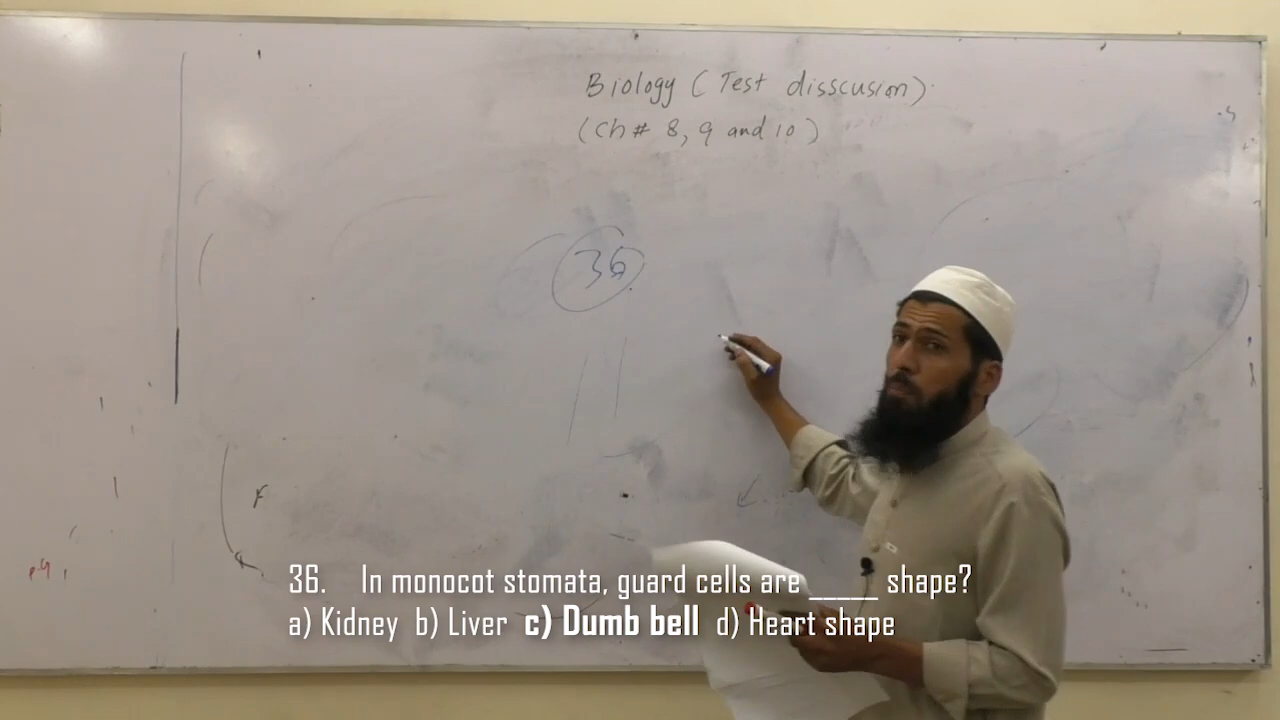 Biology (Test disscusion)
(Ch# 8, 9 and 10)
36
36. In monocot stomata, guard cells are _____ shape?
a) Kidney b) Liver c) Dumb bell d) Heart shape